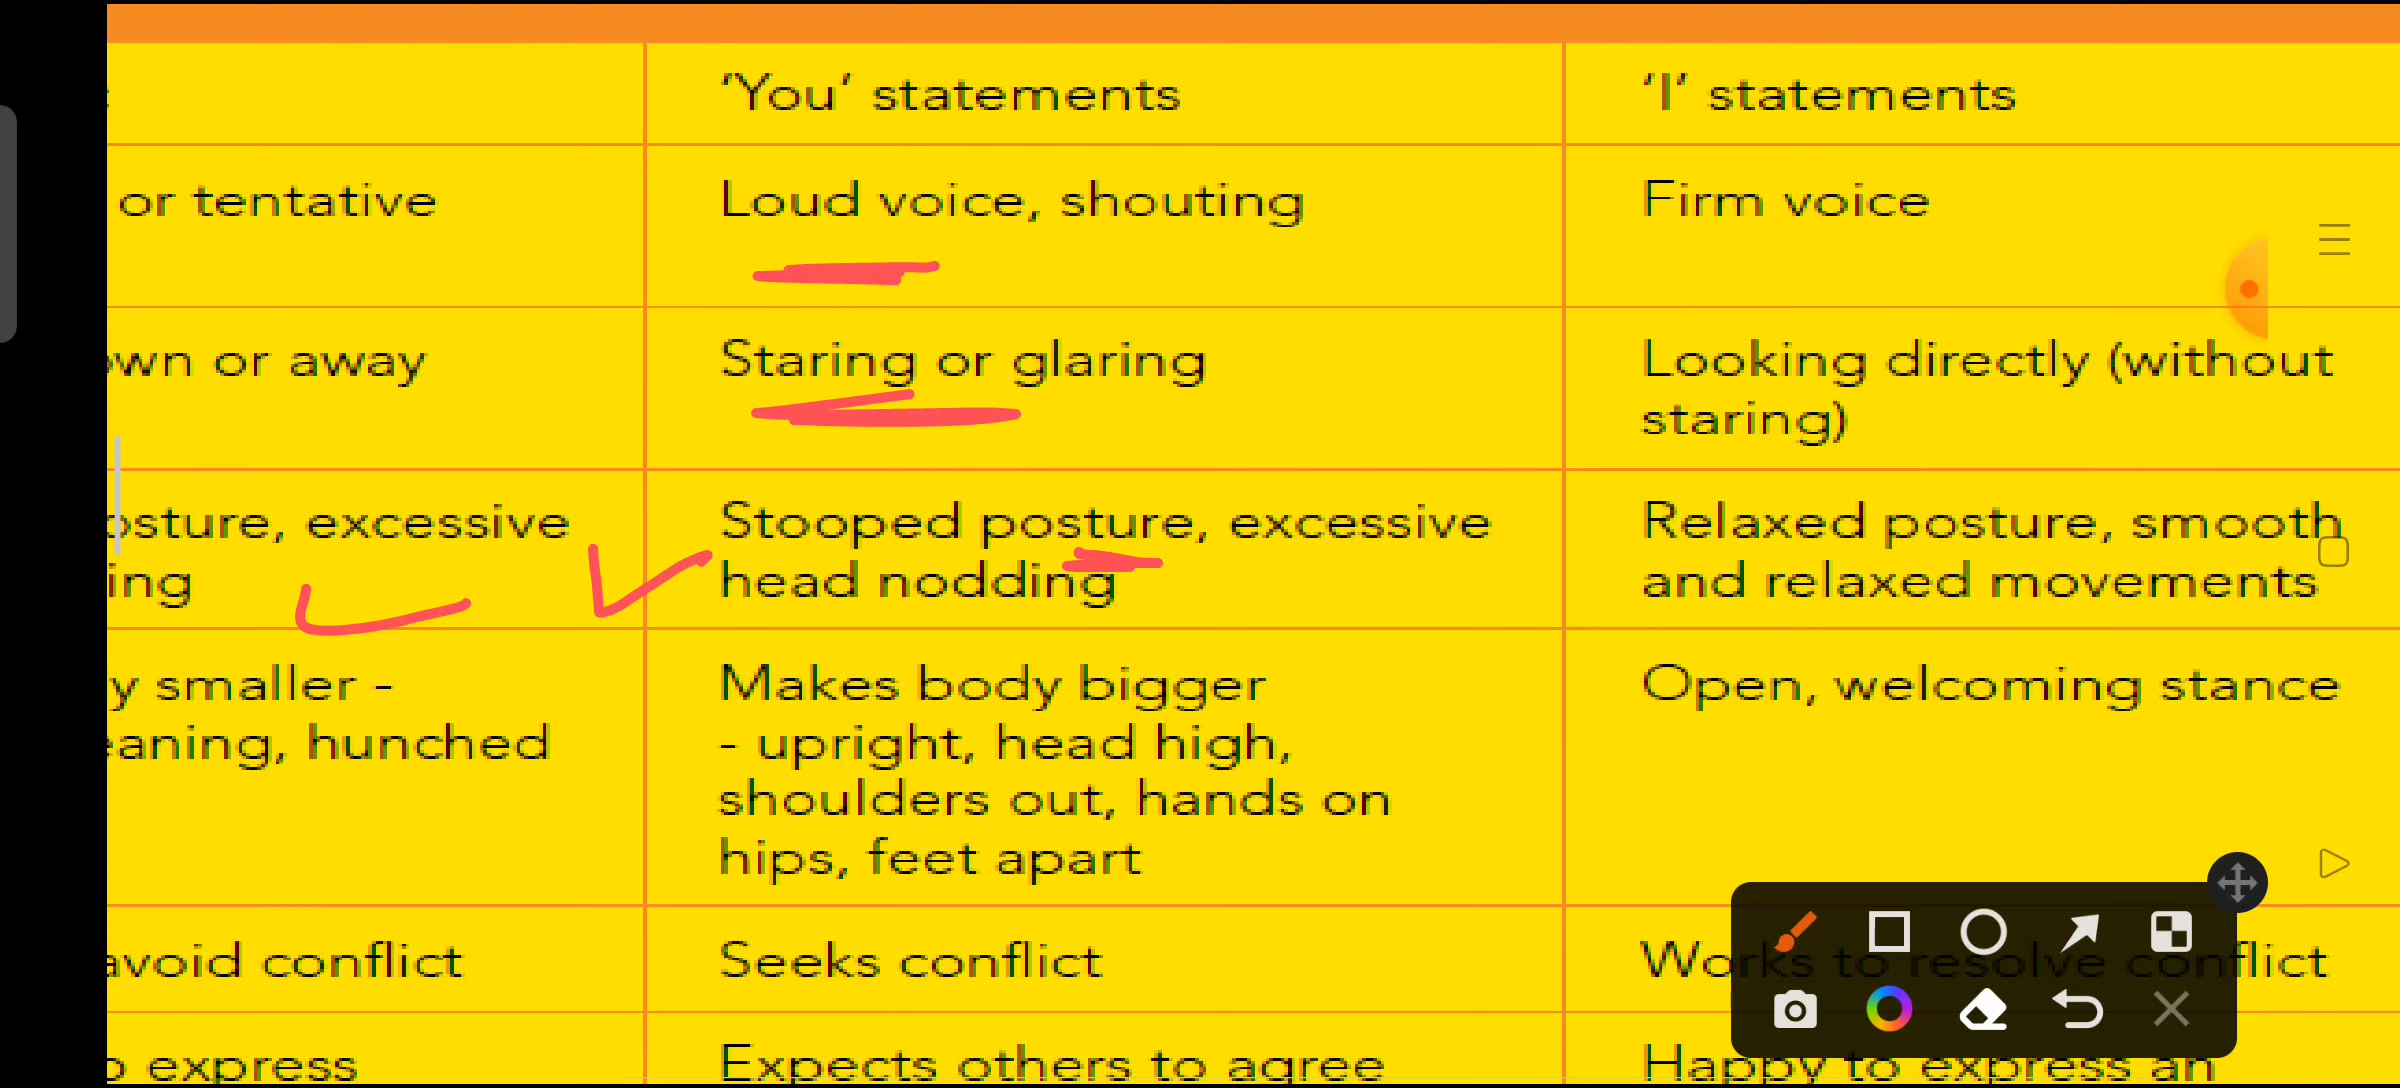 'You' statements
'I' statements
or tentative
Loud voice, shouting
Firm voice
own or away
Staring or glaring
Looking directly (without
staring)
posture, excessive
ing
Stooped posture, excessive
head nodding
Relaxed posture, smooth
and relaxed movements
y smaller -
eaning, hunched
Makes body bigger
- upright, head high,
shoulders out, hands on
hips, feet apart
Open, welcoming stance
avoid conflict
Seeks conflict
Works to resolve conflict
o express
Expects others to agree
Happy to express an